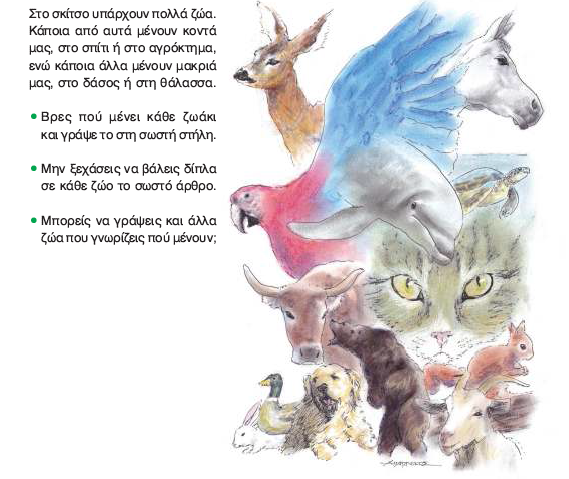 Στο σκίτσο υπάρχουν πολλά ζώα.
Κάποια από αυτά μένουν κοντά
μας, στο σπίτι ή στο αγρόκτημα,
ενώ κάποια άλλα μένουν μακριά
μας, στο δάσος ή στη θάλασσα.
• Βρες πού μένει κάθε ζωάκι
και γράψε το στη σωστή στήλη.
• Μην ξεχάσεις να βάλεις δίπλα
σε κάθε ζώο το σωστό άρθρο.
• Μπορείς να γράψεις και άλλα
ζώα που γνωρίζεις πού μένουν;